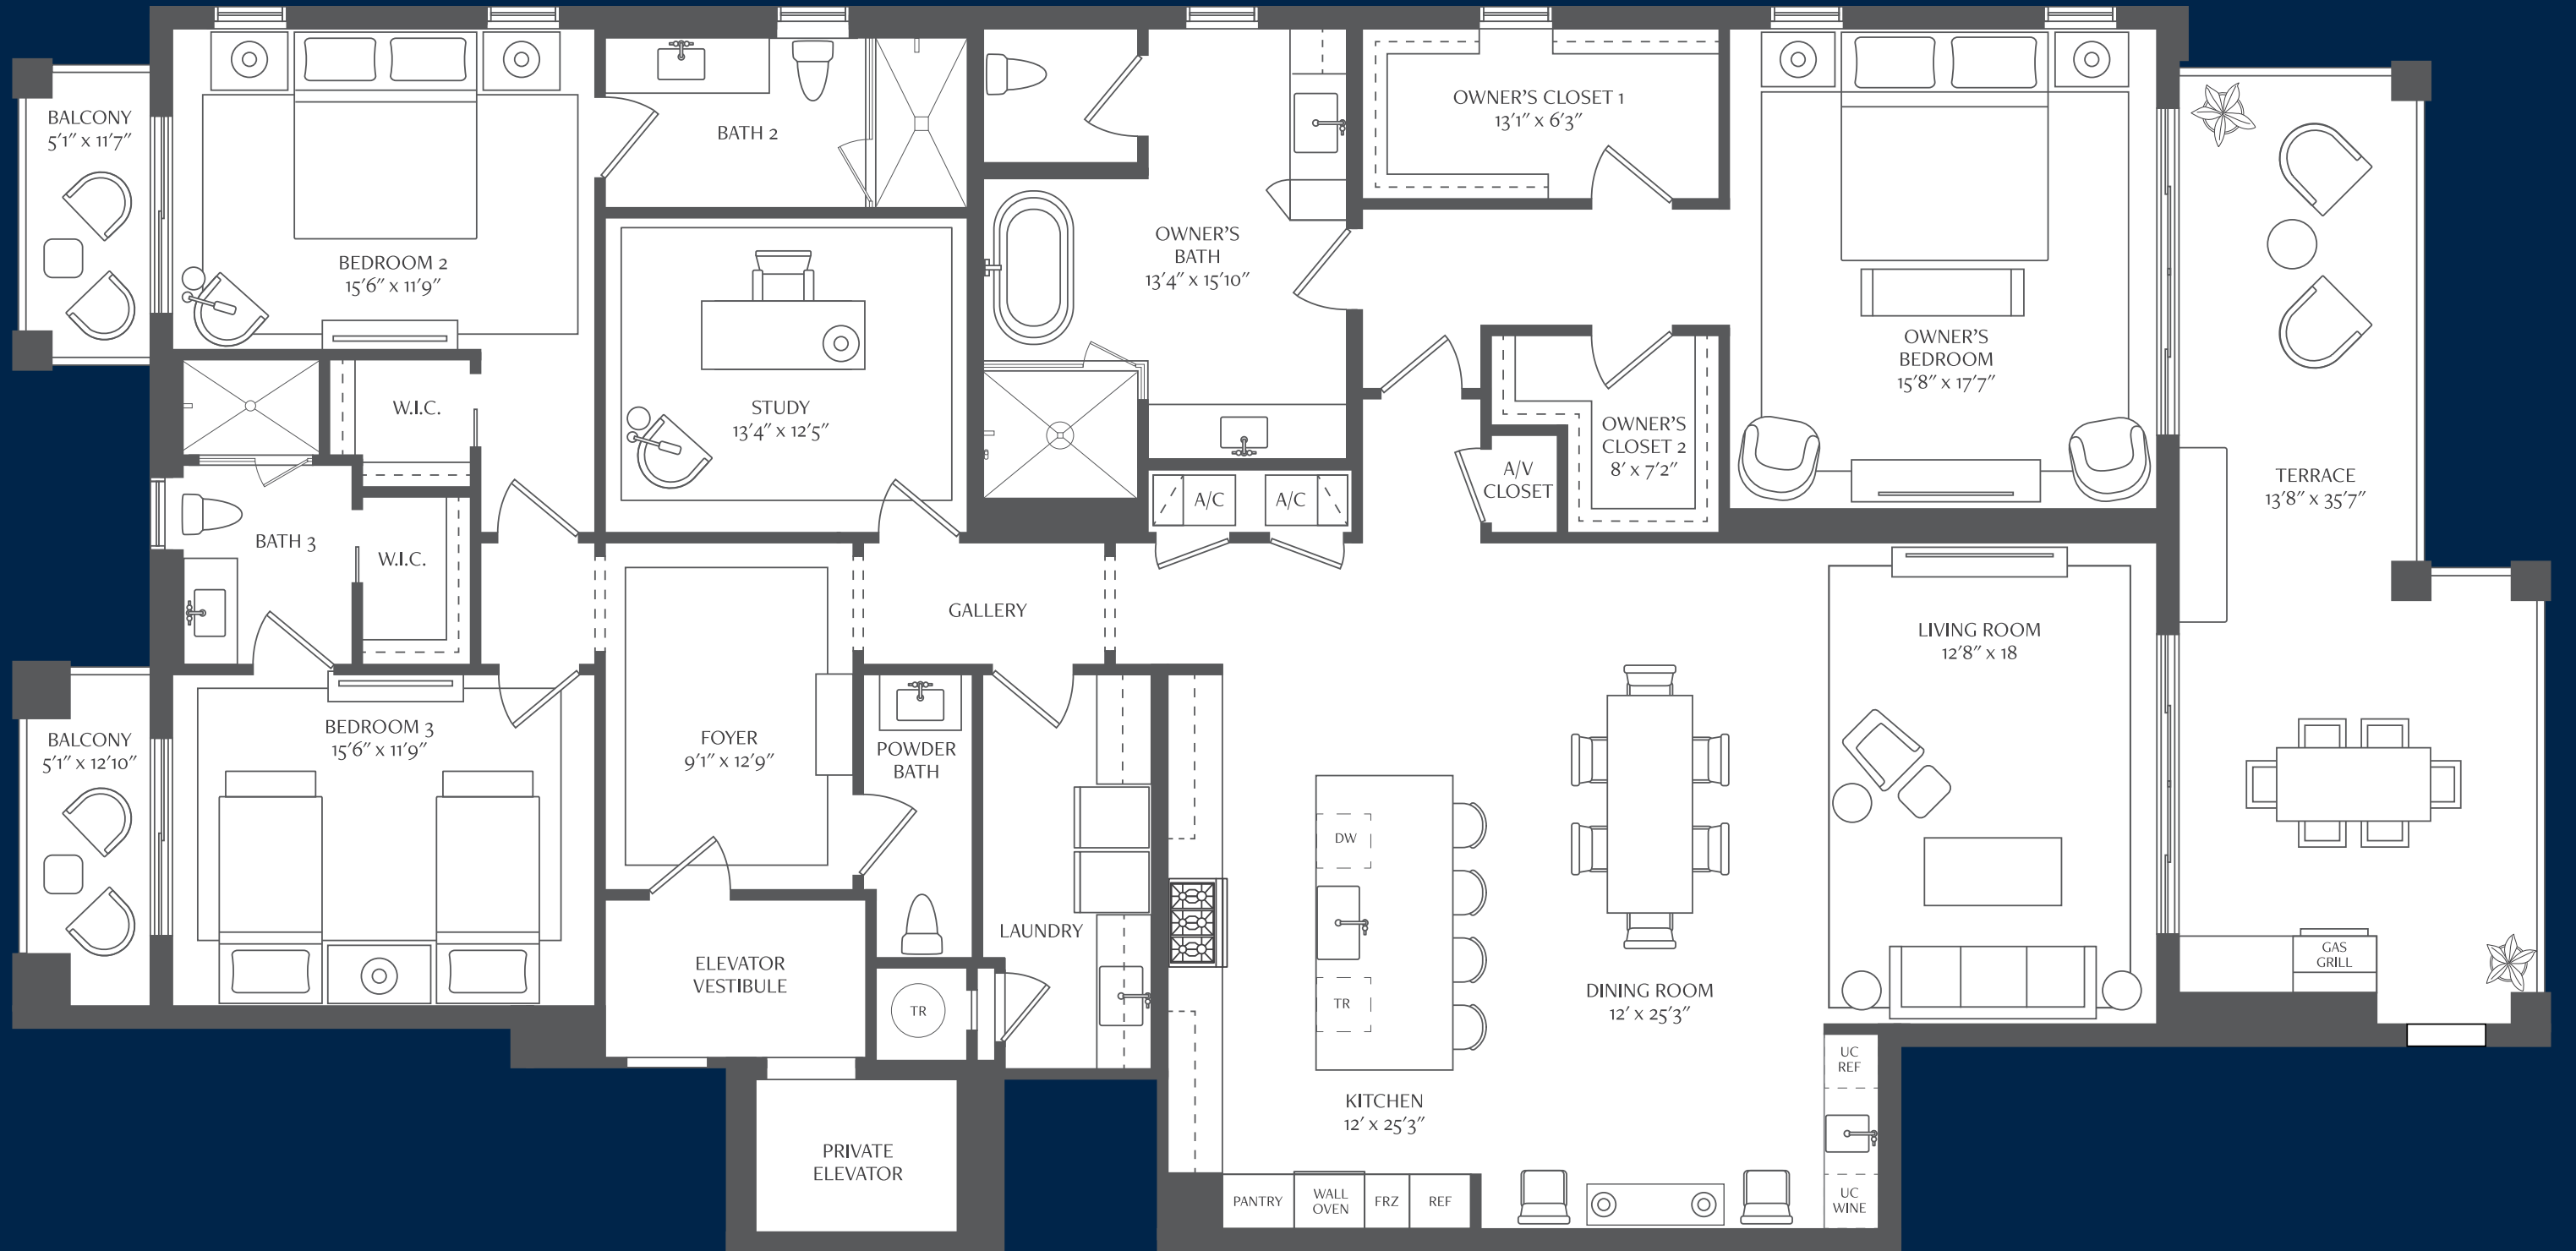 BALCONY
5'1" x 11'7"
BEDROOM 2
15'6" x 11'9"
BATH 2
STUDY
13'4" x 12'5"
OWNER'S
BATH
13'4" x 15'10"
OWNER'S CLOSET 1
13'1" x 6'3"
OWNER'S
BEDROOM
15'8" x 17'7"
OWNER'S
CLOSET 2
8' x 7'2"
A/V
CLOSET
A/C
A/C
TERRACE
13'8" x 35'7"
W.I.C.
BATH 3
W.I.C.
GALLERY
BALCONY
5'1" x 12'10"
BEDROOM 3
15'6" x 11'9"
FOYER
9'1" x 12'9"
POWDER
BATH
LAUNDRY
TR
ELEVATOR
VESTIBULE
PRIVATE
ELEVATOR
LIVING ROOM
12'8" x 18
DW
TR
DINING ROOM
12' x 25'3"
KITCHEN
12' x 25'3"
PANTRY
WALL
OVEN
FRZ
REF
UC
REF
UC
WINE
GAS
GRILL